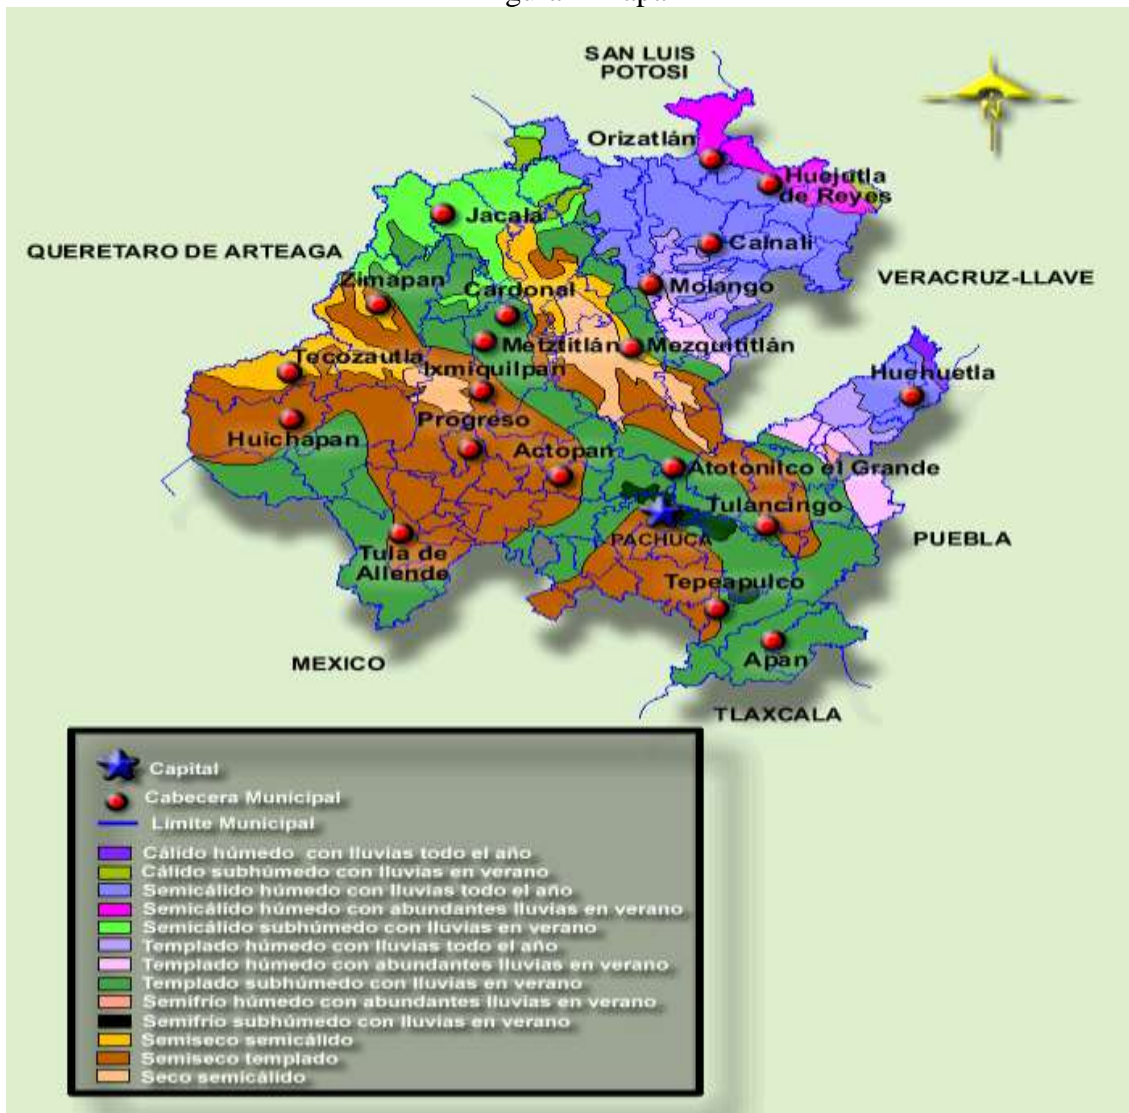 SAN LUIS
POTOSI
N
Orizatlán
Huejutla
de Reyes
Jacala
QUERETARO DE ARTEAGA
Calnali
VERACRUZ-LLAVE
Zimapan
Cardonal
Molango
Metztitlán
Mezquititlán
Tecozautla
Ixmiquilpan
Huehuetla
Huichapan
Progreso
Actopan
Atotonilco el Grande
Tulancingo
PACHUCA
PUEBLA
Tula de
Allende
Tepeapulco
MEXICO
Apan
TLAXCALA
Capital
Cabecera Municipal
Límite Municipal
Cálido húmedo con lluvias todo el año
Cálido subhúmedo con lluvias en verano
Semicálido húmedo con lluvias todo el año
Semicálido húmedo con abundantes lluvias en verano
Semicálido subhúmedo con lluvias en verano
Templado húmedo con lluvias todo el año
Templado húmedo con abundantes lluvias en verano
Templado subhúmedo con lluvias en verano
Semifrío húmedo con abundantes lluvias en verano
Semifrío subhúmedo con lluvias en verano
Semiseco semicálido
Semiseco templado
Seco semicálido